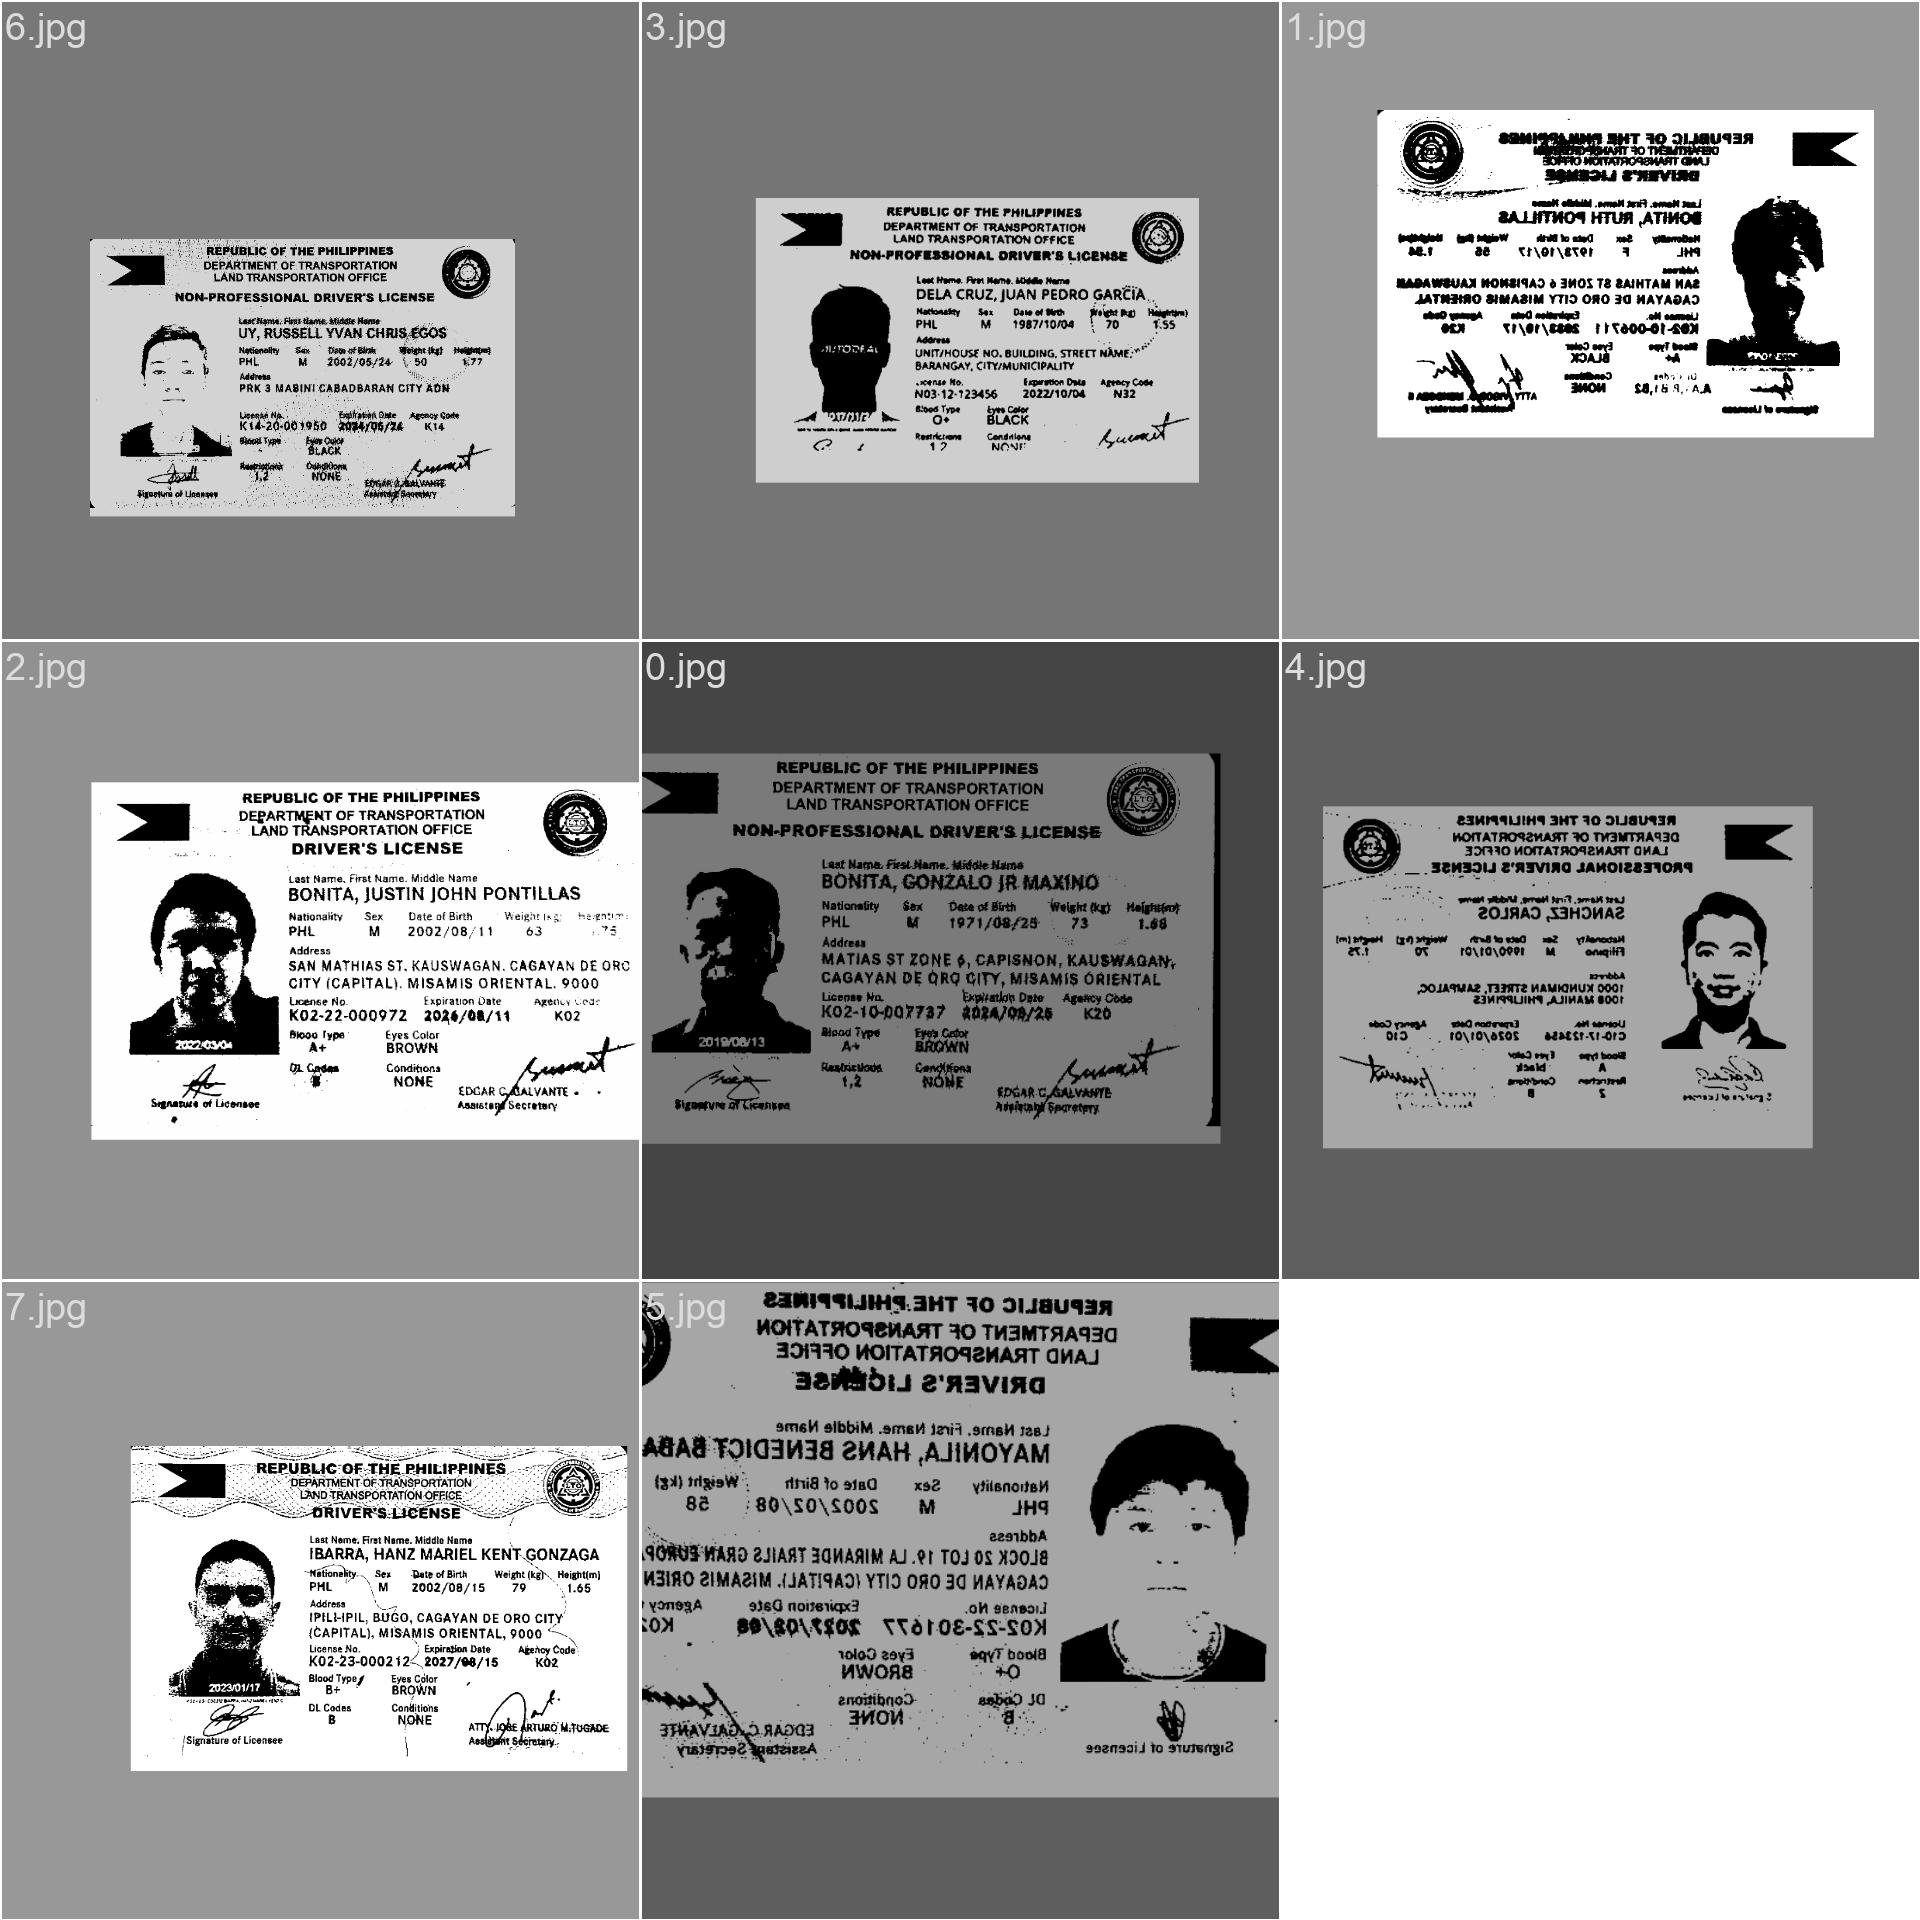 6.jpg
REPUBLIC OF THE PHILIPPINES
DEPARTMENT OF TRANSPORTATION
LAND TRANSPORTATION OFFICE
NON-PROFESSIONAL DRIVER'S LICENSE
Last Name. First Name. Middle Name
UY, RUSSELL YVAN CHRIS EGOS
Nationality Sex Date of Birth Weight (kg) Height(m)
PHL M 2002/05/24 50 1.77
Address
PRK 3 MABINI CABADBARAN CITY ADN
License No. Expiration Date Agency Code
K14-20-001950 2024/05/24 K14
Blood Type Eyes Color
BLACK
Restrictions Conditions
1,2 NONE
EDGAR C. GALVANTE
Signature of Licensee Assistant Secretary
3.jpg
REPUBLIC OF THE PHILIPPINES
DEPARTMENT OF TRANSPORTATION
LAND TRANSPORTATION OFFICE
NON-PROFESSIONAL DRIVER'S LICENSE
Last Name. First Name. Middle Name
DELA CRUZ, JUAN PEDRO GARCIA
Nationality Sex Date of Birth Weight (kg) Height(m)
PHL M 1987/10/04 70 1.55
AUTODEAL
Address
UNIT/HOUSE NO. BUILDING, STREET NAME,
BARANGAY, CITY/MUNICIPALITY
License No. Expiration Date Agency Code
N03-12-123456 2022/10/04 N32
Blood Type Eyes Color
O+ BLACK
Restrictions Conditions
1,2 NONE
1.jpg
REPUBLIC OF THE PHILIPPINES
DEPARTMENT OF TRANSPORTATION
LAND TRANSPORTATION OFFICE
DRIVER'S LICENSE
Last Name. First Name. Middle Name
BONITA, RUTH PONTILLAS
Nationality Sex Date of Birth Weight (kg) Height(m)
PHL F 1973/10/17 55 1.54
Address
SAN MATHIAS ST ZONE 6 CAPISNON KAUSWAGAN
CAGAYAN DE ORO CITY MISAMIS ORIENTAL
License No. Expiration Date Agency Code
K02-10-006711 2033/10/17 K20
Blood Type Eyes Color
A+ BLACK
DL Codes Conditions
A,A1,B,B1,B2 NONE
Signature of Licensee Assistant Secretary
2.jpg
REPUBLIC OF THE PHILIPPINES
DEPARTMENT OF TRANSPORTATION
LAND TRANSPORTATION OFFICE
DRIVER'S LICENSE
Last Name. First Name. Middle Name
BONITA, JUSTIN JOHN PONTILLAS
Nationality Sex Date of Birth Weight (kg) Height(m)
PHL M 2002/08/11 63 .75
Address
SAN MATHIAS ST. KAUSWAGAN. CAGAYAN DE ORO
CITY (CAPITAL). MISAMIS ORIENTAL. 9000
License No. Expiration Date Agency Code
K02-22-000972 2026/08/11 K02
Blood Type Eyes Color
A+ BROWN
2022/03/04
DL Codes Conditions
B NONE
EDGAR C. GALVANTE
Signature of Licensee Assistant Secretary
0.jpg
REPUBLIC OF THE PHILIPPINES
DEPARTMENT OF TRANSPORTATION
LAND TRANSPORTATION OFFICE
NON-PROFESSIONAL DRIVER'S LICENSE
Last Name. First Name. Middle Name
BONITA, GONZALO JR MAXINO
Nationality Sex Date of Birth Weight (kg) Height(m)
PHL M 1971/08/25 73 1.68
Address
MATIAS ST ZONE 6, CAPISNON, KAUSWAGAN,
CAGAYAN DE ORO CITY, MISAMIS ORIENTAL
License No. Expiration Date Agency Code
K02-10-007737 2024/08/25 K20
Blood Type Eyes Color
A+ BROWN
2019/08/13
Restrictions Conditions
1,2 NONE
EDGAR C. GALVANTE
Signature of Licensee Assistant Secretary
4.jpg
REPUBLIC OF THE PHILIPPINES
DEPARTMENT OF TRANSPORTATION
LAND TRANSPORTATION OFFICE
PROFESSIONAL DRIVER'S LICENSE
Last Name, First Name, Middle Name
SANCHEZ, CARLOS
Nationality Sex Date of Birth Weight (kg) Height (m)
Filipino M 1990/01/01 70 1.75
Address
1000 KUNDIMAN STREET, SAMPALOC,
1008 MANILA, PHILIPPINES
License No. Expiration Date Agency Code
C10-17-123456 2026/01/01 C10
Blood type Eyes Color
A black
Restriction Conditions
2 B
Signature of Licensee
7.jpg
REPUBLIC OF THE PHILIPPINES
DEPARTMENT OF TRANSPORTATION
LAND TRANSPORTATION OFFICE
DRIVER'S LICENSE
Last Name. First Name. Middle Name
IBARRA, HANZ MARIEL KENT GONZAGA
Nationality Sex Date of Birth Weight (kg) Height(m)
PHL M 2002/08/15 79 1.65
Address
IPILI-IPIL, BUGO, CAGAYAN DE ORO CITY
(CAPITAL), MISAMIS ORIENTAL, 9000
License No. Expiration Date Agency Code
K02-23-000212 2027/08/15 K02
Blood Type Eyes Color
B+ BROWN
2023/01/17
DL Codes Conditions
B NONE
ATTY. JOSE ARTURO M. TUGADE
Signature of Licensee Assistant Secretary
5.jpg
REPUBLIC OF THE PHILIPPINES
DEPARTMENT OF TRANSPORTATION
LAND TRANSPORTATION OFFICE
DRIVER'S LICENSE
Last Name. First Name. Middle Name
MAYONILA, HANS BENEDICT BABA
Nationality Sex Date of Birth Weight (kg)
PHL M 2002/02/08 58
Address
BLOCK 20 LOT 19. LA MIRANDE TRAILS GRAN EUROPA
CAGAYAN DE ORO CITY (CAPITAL). MISAMIS ORIEN
License No. Expiration Date Agency
K02-22-301677 2027/02/08 K02
Blood Type Eyes Color
O+ BROWN
DL Codes Conditions
B NONE
EDGAR C. GALVANTE
Signature of Licensee Assistant Secretary